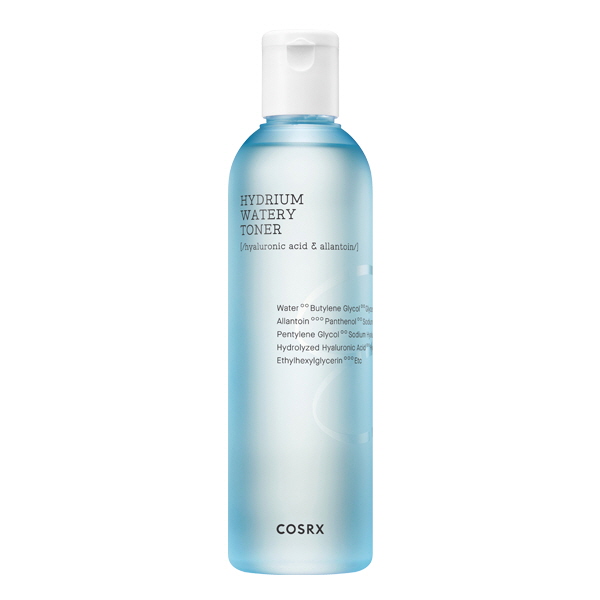 HYDRIUM
WATERY
TONER
[/hyaluronic acid & allantoin/]
Water°°Butylene Glycol°°
Allantoin°°°Panthenol°°
Pentylene Glycol°°Sodium
Hydrolyzed Hyaluronic Acid°
Ethylhexylglycerin°°°Etc
COSRX